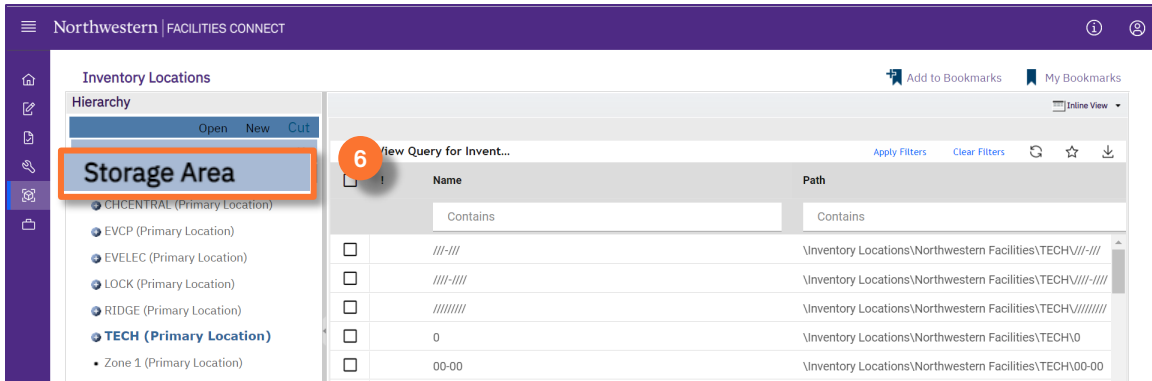 Northwestern | FACILITIES CONNECT
Inventory Locations
Add to Bookmarks
My Bookmarks
Hierarchy
Inline View
Open New Cut
Storage Area
6
View Query for Invent...
Apply Filters
Clear Filters
!
Name
Path
Contains
Contains
CHCENTRAL (Primary Location)
EVCP (Primary Location)
EVELEC (Primary Location)
LOCK (Primary Location)
RIDGE (Primary Location)
TECH (Primary Location)
Zone 1 (Primary Location)
///-/// \Inventory Locations\Northwestern Facilities\TECH\///-///
////-//// \Inventory Locations\Northwestern Facilities\TECH\////-////
///////// \Inventory Locations\Northwestern Facilities\TECH\/////////
0 \Inventory Locations\Northwestern Facilities\TECH\0
00-00 \Inventory Locations\Northwestern Facilities\TECH\00-00